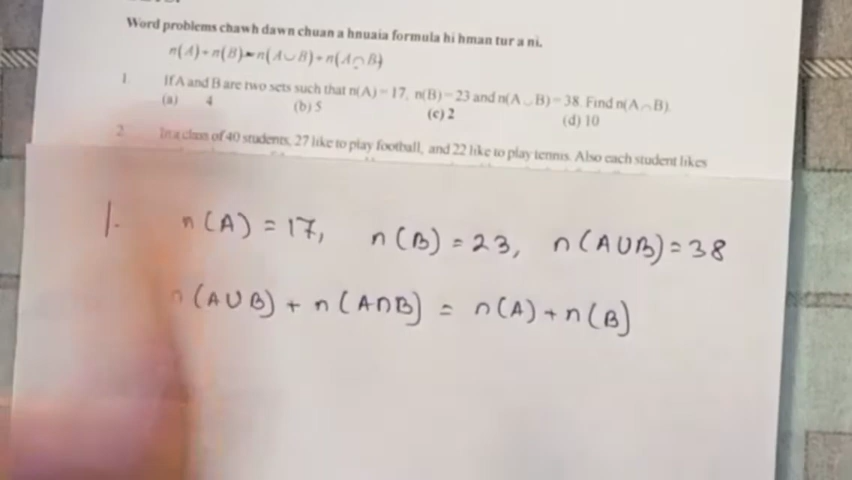 Word problems chawh dawn chuan a hnuaia formula hi hman tur a ni.
n(A)+n(B)=n(A∪B)+n(A∩B)
1. If A and B are two sets such that n(A) = 17, n(B) = 23 and n(A∪B) = 38. Find n(A∩B).
(a) 4 (b) 5 (c) 2 (d) 10
2. In a class of 40 students, 27 like to play football, and 22 like to play tennis. Also each student likes
1. n(A) = 17, n(B) = 23, n(A∪B) = 38
n(A∪B) + n(A∩B) = n(A) + n(B)